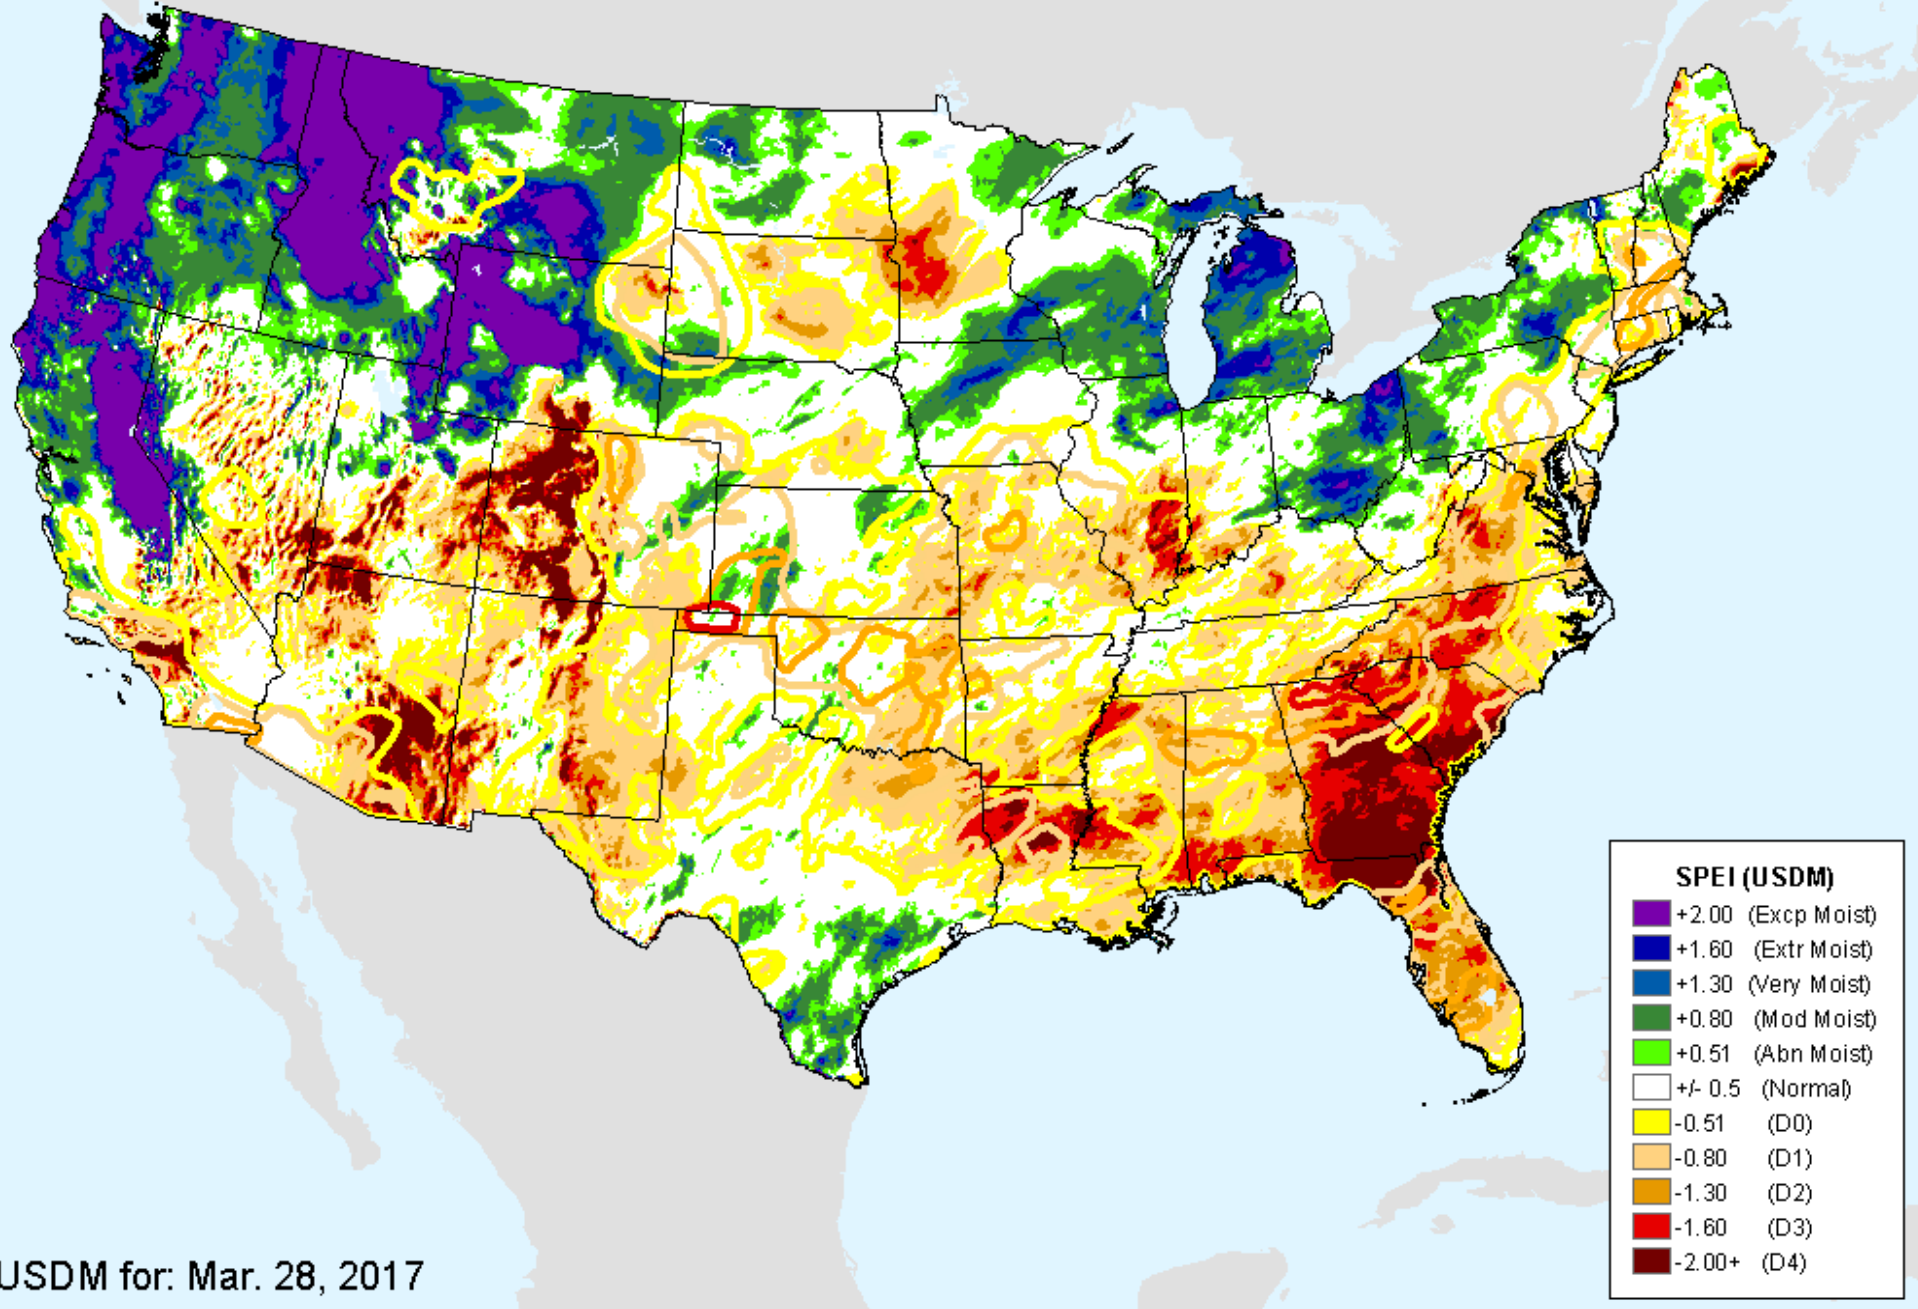 SPEI (USDM)
+2.00 (Excp Moist)
+1.60 (Extr Moist)
+1.30 (Very Moist)
+0.80 (Mod Moist)
+0.51 (Abn Moist)
+/- 0.5 (Normal)
-0.51 (D0)
-0.80 (D1)
-1.30 (D2)
-1.60 (D3)
-2.00+ (D4)
USDM for: Mar. 28, 2017